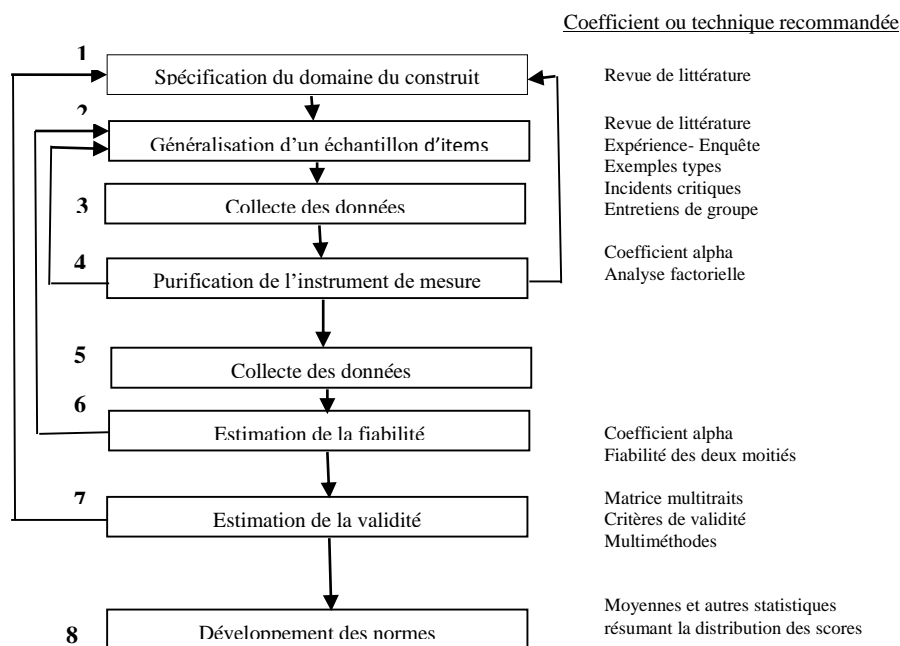 Coefficient ou technique recommandée
1
Spécification du domaine du construit
Revue de littérature
2
Généralisation d'un échantillon d'items
Revue de littérature
Expérience- Enquête
Exemples types
Incidents critiques
Entretiens de groupe
3
Collecte des données
4
Purification de l'instrument de mesure
Coefficient alpha
Analyse factorielle
5
Collecte des données
6
Estimation de la fiabilité
Coefficient alpha
Fiabilité des deux moitiés
7
Estimation de la validité
Matrice multitraits
Critères de validité
Multiméthodes
8
Développement des normes
Moyennes et autres statistiques
résumant la distribution des scores